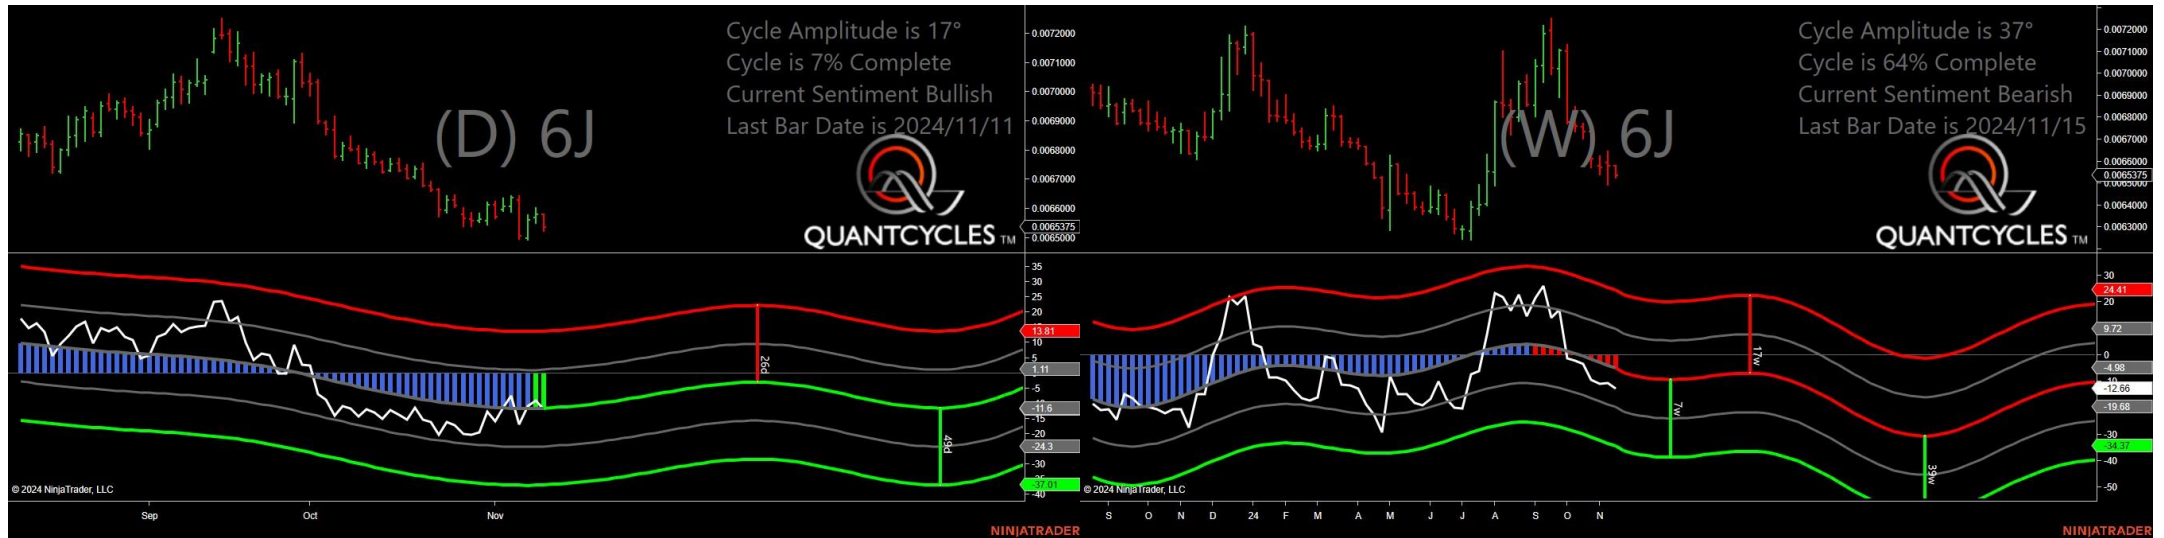 Cycle Amplitude is 17°
Cycle is 7% Complete
Current Sentiment Bullish
Last Bar Date is 2024/11/11
(D) 6J
QUANTCYCLES TM
0.0072000
0.0071000
0.0070000
0.0069000
0.0068000
0.0067000
0.0066000
0.0065375
0.0065000
35
30
25
20
13.81
10
5
1.11
-5
-11.6
-15
-20
-24.3
-30
-37.01
-40
26d
49d
© 2024 NinjaTrader, LLC
Sep
Oct
Nov
NINJATRADER
Cycle Amplitude is 37°
Cycle is 64% Complete
Current Sentiment Bearish
Last Bar Date is 2024/11/15
(W) 6J
QUANTCYCLES TM
0.0072000
0.0071000
0.0070000
0.0069000
0.0068000
0.0067000
0.0066000
0.0065375
0.0065000
0.0064000
0.0063000
30
24.41
20
9.72
0
-4.98
-12.66
-19.68
-30
-34.37
-40
-50
17w
7w
39w
© 2024 NinjaTrader, LLC
S O N D 24 F M A M J J A S O N
NINJATRADER